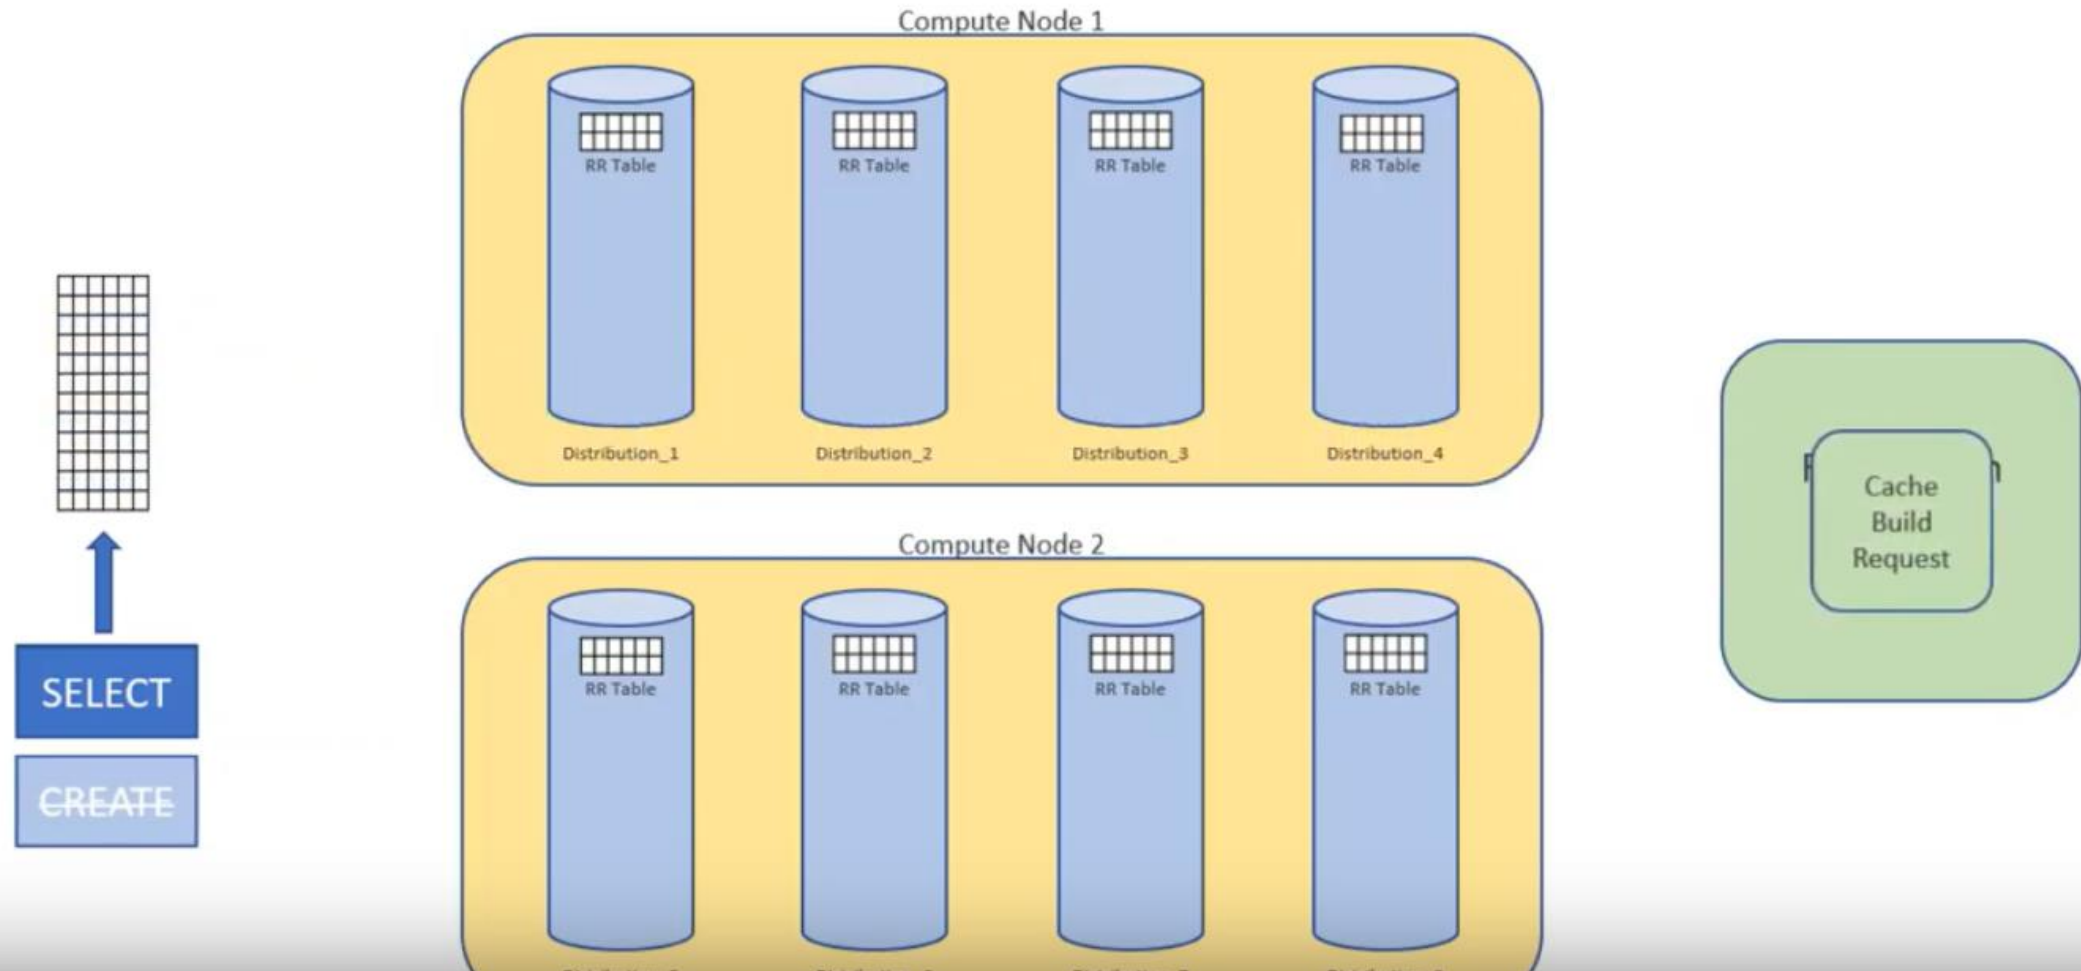 Compute Node 1
RR Table
RR Table
RR Table
RR Table
Distribution_1
Distribution_2
Distribution_3
Distribution_4
Compute Node 2
RR Table
RR Table
RR Table
RR Table
SELECT
CREATE
Cache
Build
Request